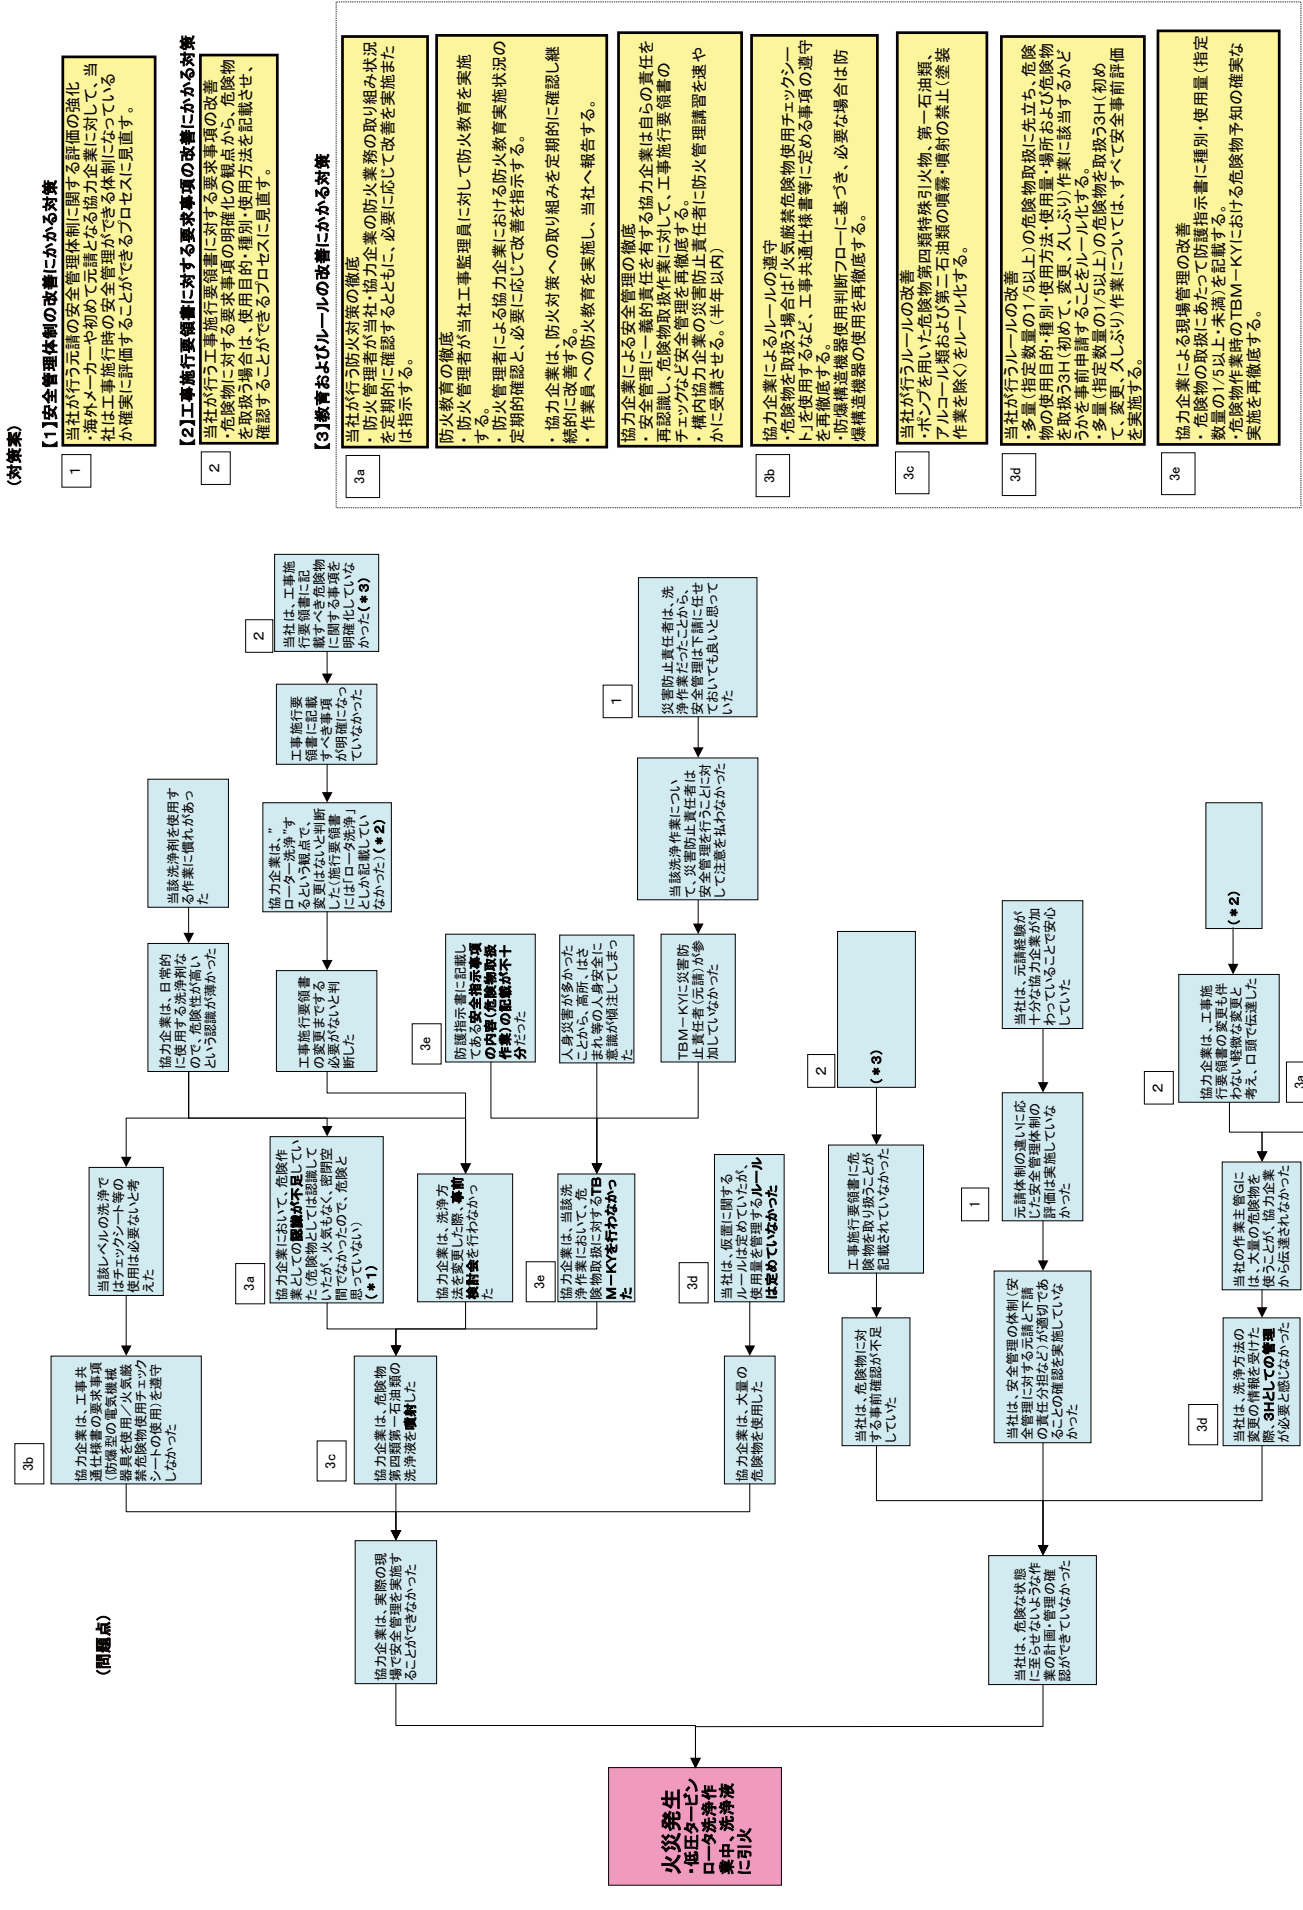 (問題点)
火災発生
・低圧タービン
ロータ洗浄作
業中、洗浄液
に引火
協力企業は、実際の現
場で安全管理を実施す
ることができなかった
当社は、危険な状態
に至らせないような作
業の計画・管理の確
認ができていなかった
3b
協力企業は、工事共
通仕様書の要求事項
(防爆型の電気機械
器具を使用/火気厳
禁危険物使用チェック
シートの使用)を遵守
しなかった
3c
協力企業は、危険物
第四類第一石油類の
洗浄液を噴射した
協力企業は、大量の
危険物を使用した
当社は、危険物に対
する事前確認が不足
していた
当社は、安全管理の体制(安
全管理に対する元請と下請
の責任分担など)が適切であ
ることの確認を実施していな
かった
3d
当社は、洗浄方法の
変更の情報を受けた
際、3Hとしての管理
が必要と感じなかった
当該レベルの洗浄で
はチェックシート等の
使用は必要ないと考
えた
3a
協力企業において、危険作
業としての認識が不足してい
た(危険物としては認識して
いたが、火気もなく、密閉空
間でなかったので、危険と
思っていない)
(*1)
協力企業は、洗浄方
法を変更した際、事前
検討会を行わなかっ
た
3e
協力企業は、当該洗
浄作業において、危
険物取扱に対するTB
M-KYを行わなかっ
た
3d
当社は、仮置に関する
ルールは定めていたが、
使用量を管理するルール
は定めていなかった
工事施行要領書に危
険物を取り扱うことが
記載されていなかった
1
元請体制の違いに応
じた安全管理体制の
評価は実施していな
かった
当社の作業主管Gに
は、大量の危険物を
使うことが、協力企業
から伝達されなかった
協力企業は、日常的
に使用する洗浄剤な
ので、危険性が高い
という認識が薄かった
工事施行要領書
の変更までする
必要がないと判
断した
3e
防護指示書に記載し
てある安全指示事項
の内容(危険物取扱
作業)の記載が不十
分だった
人身災害が多かった
ことから、高所、はさ
まれ等の人身安全に
意識が傾注してしまっ
た
TBM-KYに災害防
止責任者(元請)が参
加していなかった
2
(*3)
当社は、元請経験が
十分な協力企業が加
わっていることで安心
していた
2
協力企業は、工事施
行要領書の変更も伴
わない軽微な変更と
考え、口頭で伝達した
3a
当該洗浄剤を使用す
る作業に慣れがあっ
た
協力企業は、”
ローター洗浄”す
るという観点で、
変更はないと判断
した(施行要領書
には「ロータ洗浄」
としか記載してい
なかった)(*2)
当該洗浄作業につい
て、災害防止責任者は
安全管理を行うことに対
して注意を払わなかった
(*2)
工事施行要
領書に記載
すべき事項
が明確になっ
ていなかった
1
災害防止責任者は、洗
浄作業だったことから、
安全管理は下請に任せ
ておいても良いと思って
いた
2
当社は、工事施
行要領書に記
載すべき危険物
に関する事項を
明確化していな
かった(*3)
(対策案)
【1】安全管理体制の改善にかかる対策
1
当社が行う元請の安全管理体制に関する評価の強化
・海外メーカーや初めて元請となる協力企業に対して、当
社は工事施行時の安全管理ができる体制になっている
か確実に評価することができるプロセスに見直す。
【2】工事施行要領書に対する要求事項の改善にかかる対策
2
当社が行う工事施行要領書に対する要求事項の改善
・危険物に対する要求事項の明確化の観点から、危険物
を取扱う場合は、使用目的・種別・使用方法を記載させ、
確認することができるプロセスに見直す。
【3】教育およびルールの改善にかかる対策
3a
当社が行う防火対策の徹底
・防火管理者が当社・協力企業の防火業務の取り組み状況
を定期的に確認するとともに、必要に応じて改善を実施また
は指示する。
防火教育の徹底
・防火管理者が当社工事監理員に対して防火教育を実施
する。
・防火管理者による協力企業における防火教育実施状況の
定期的確認と、必要に応じて改善を指示する。
・協力企業は、防火対策への取り組みを定期的に確認し継
続的に改善する。
・作業員への防火教育を実施し、当社へ報告する。
協力企業による安全管理の徹底
・安全管理に一義的責任を有する協力企業は自らの責任を
再認識し、危険物取扱作業に対して、工事施行要領書の
チェックなど安全管理を再徹底する。
・構内協力企業の災害防止責任者に防火管理講習を速や
かに受講させる。(半年以内)
3b
協力企業によるルールの遵守
・危険物を取扱う場合は「火気厳禁危険物使用チェックシー
ト」を使用するなど、工事共通仕様書等に定める事項の遵守
を再徹底する。
・防爆構造機器使用判断フローに基づき、必要な場合は防
爆構造機器の使用を再徹底する。
3c
当社が行うルールの改善
・ポンプを用いた危険物第四類特殊引火物、第一石油類、
アルコール類および第二石油類の噴霧・噴射の禁止(塗装
作業を除く)をルール化する。
3d
当社が行うルールの改善
・多量(指定数量の1/5以上)の危険物取扱に先立ち、危険
物の使用目的・種別・使用方法・使用量・場所および危険物
を取扱う3H(初めて、変更、久しぶり)作業に該当するかど
うかを事前申請することをルール化する。
・多量(指定数量の1/5以上)の危険物を取扱う3H(初め
て、変更、久しぶり)作業については、すべて安全事前評価
を実施する。
3e
協力企業による現場管理の改善
・危険物の取扱にあたって防護指示書に種別・使用量(指定
数量の1/5以上・未満)を記載する。
・危険物作業時のTBM-KYにおける危険物予知の確実な
実施を再徹底する。